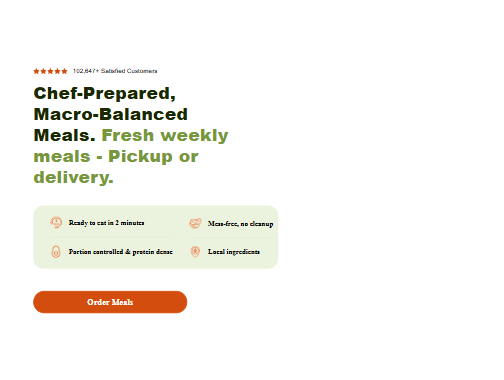 102,647+ Satisfied Customers
Chef-Prepared,
Macro-Balanced
Meals. Fresh weekly
meals - Pickup or
delivery.
Ready to eat in 2 minutes
Mess-free, no cleanup
Portion controlled & protein dense
Local ingredients
Order Meals